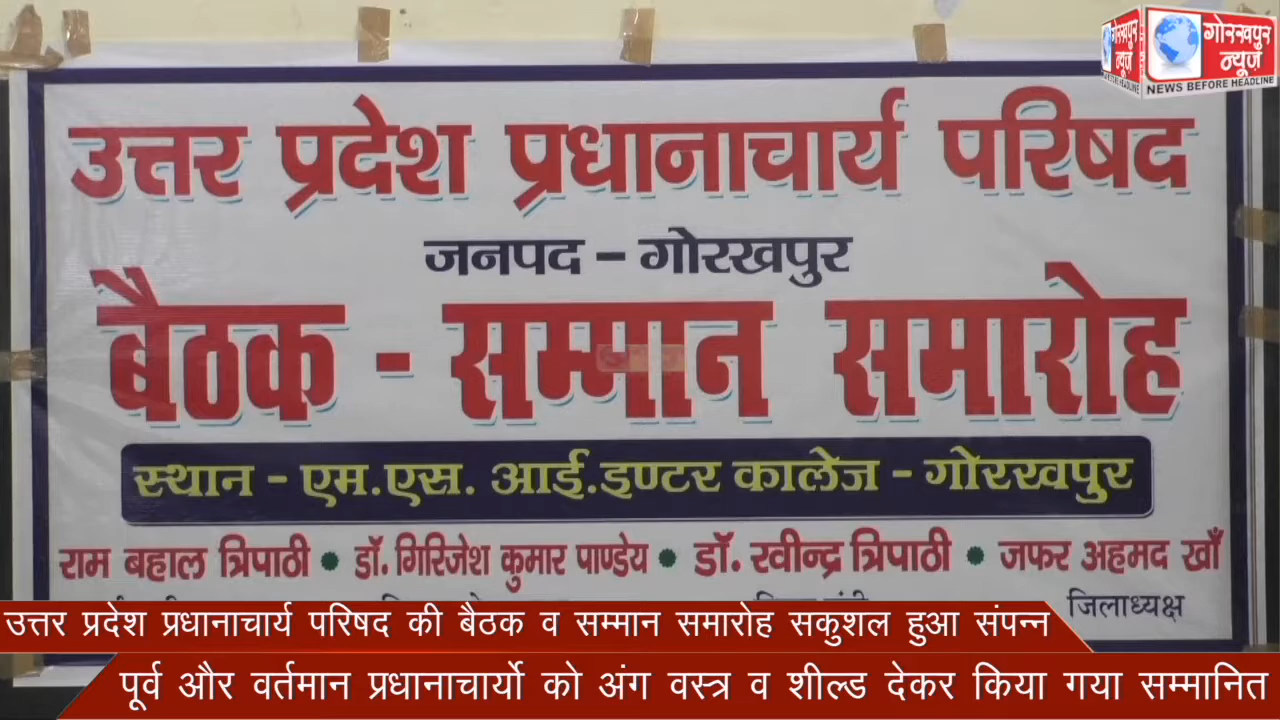 गोरखपुर
न्यूज़
NEWS BEFORE HEADLINE
उत्तर प्रदेश प्रधानाचार्य परिषद
जनपद – गोरखपुर
बैठक - सम्मान समारोह
स्थान - एम.एस. आई.इण्टर कालेज - गोरखपुर
राम बहाल त्रिपाठी • डॉ. गिरिजेश कुमार पाण्डेय • डॉ. रवीन्द्र त्रिपाठी • जफर अहमद खाँ
जिलाध्यक्ष
उत्तर प्रदेश प्रधानाचार्य परिषद की बैठक व सम्मान समारोह सकुशल हुआ संपन्न
पूर्व और वर्तमान प्रधानाचार्यो को अंग वस्त्र व शील्ड देकर किया गया सम्मानित